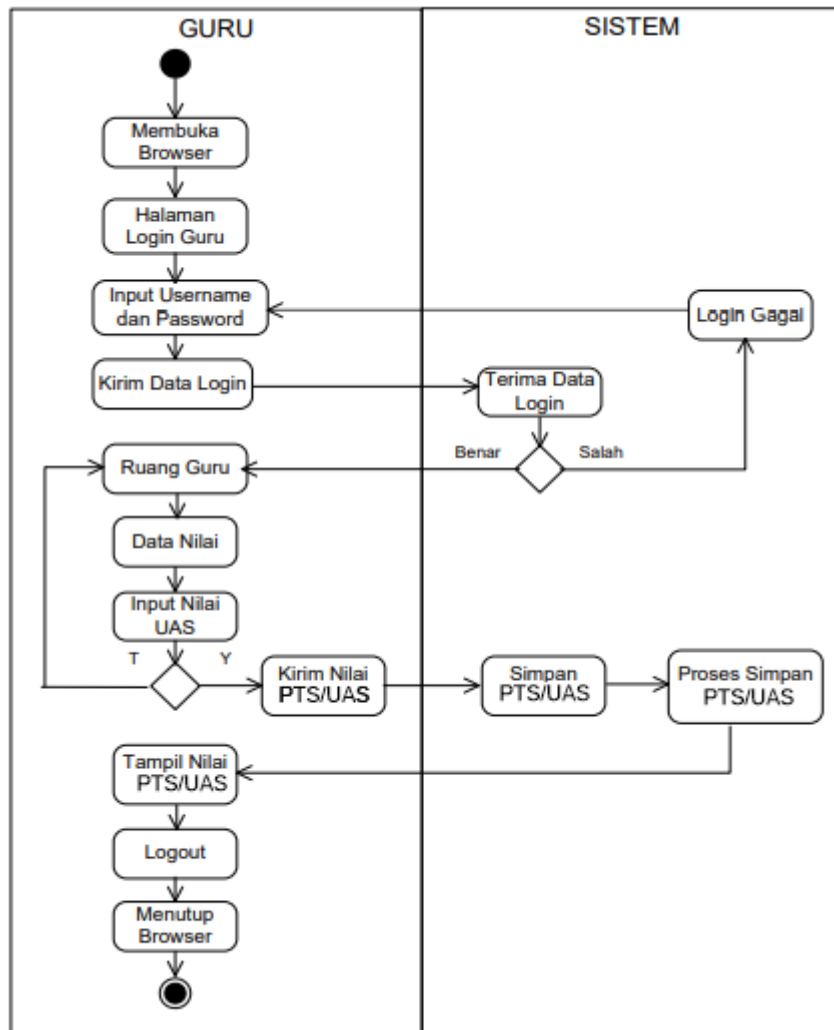 GURU
SISTEM
Membuka
Browser
Halaman
Login Guru
Input Username
dan Password
Login Gagal
Kirim Data Login
Terima Data
Login
Benar
Salah
Ruang Guru
Data Nilai
Input Nilai
UAS
T
Y
Kirim Nilai
PTS/UAS
Simpan
PTS/UAS
Proses Simpan
PTS/UAS
Tampil Nilai
PTS/UAS
Logout
Menutup
Browser